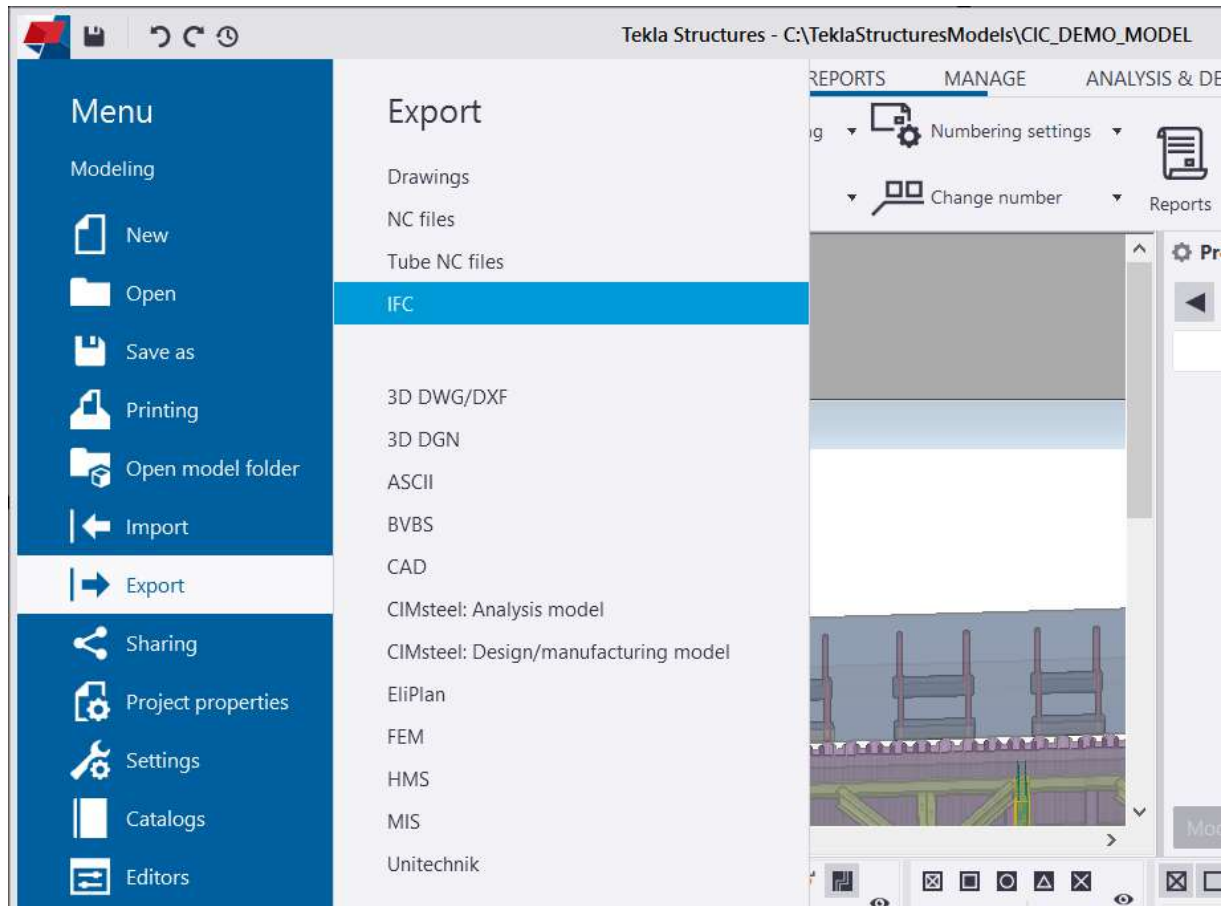 Tekla Structures - C:\TeklaStructuresModels\CIC_DEMO_MODEL
REPORTS MANAGE ANALYSIS & DE
Menu
Modeling
New
Open
Save as
Printing
Open model folder
Import
Export
Sharing
Project properties
Settings
Catalogs
Editors
Export
Drawings
NC files
Tube NC files
IFC
3D DWG/DXF
3D DGN
ASCII
BVBS
CAD
CIMsteel: Analysis model
CIMsteel: Design/manufacturing model
EliPlan
FEM
HMS
MIS
Unitechnik
Numbering settings
Change number
Reports